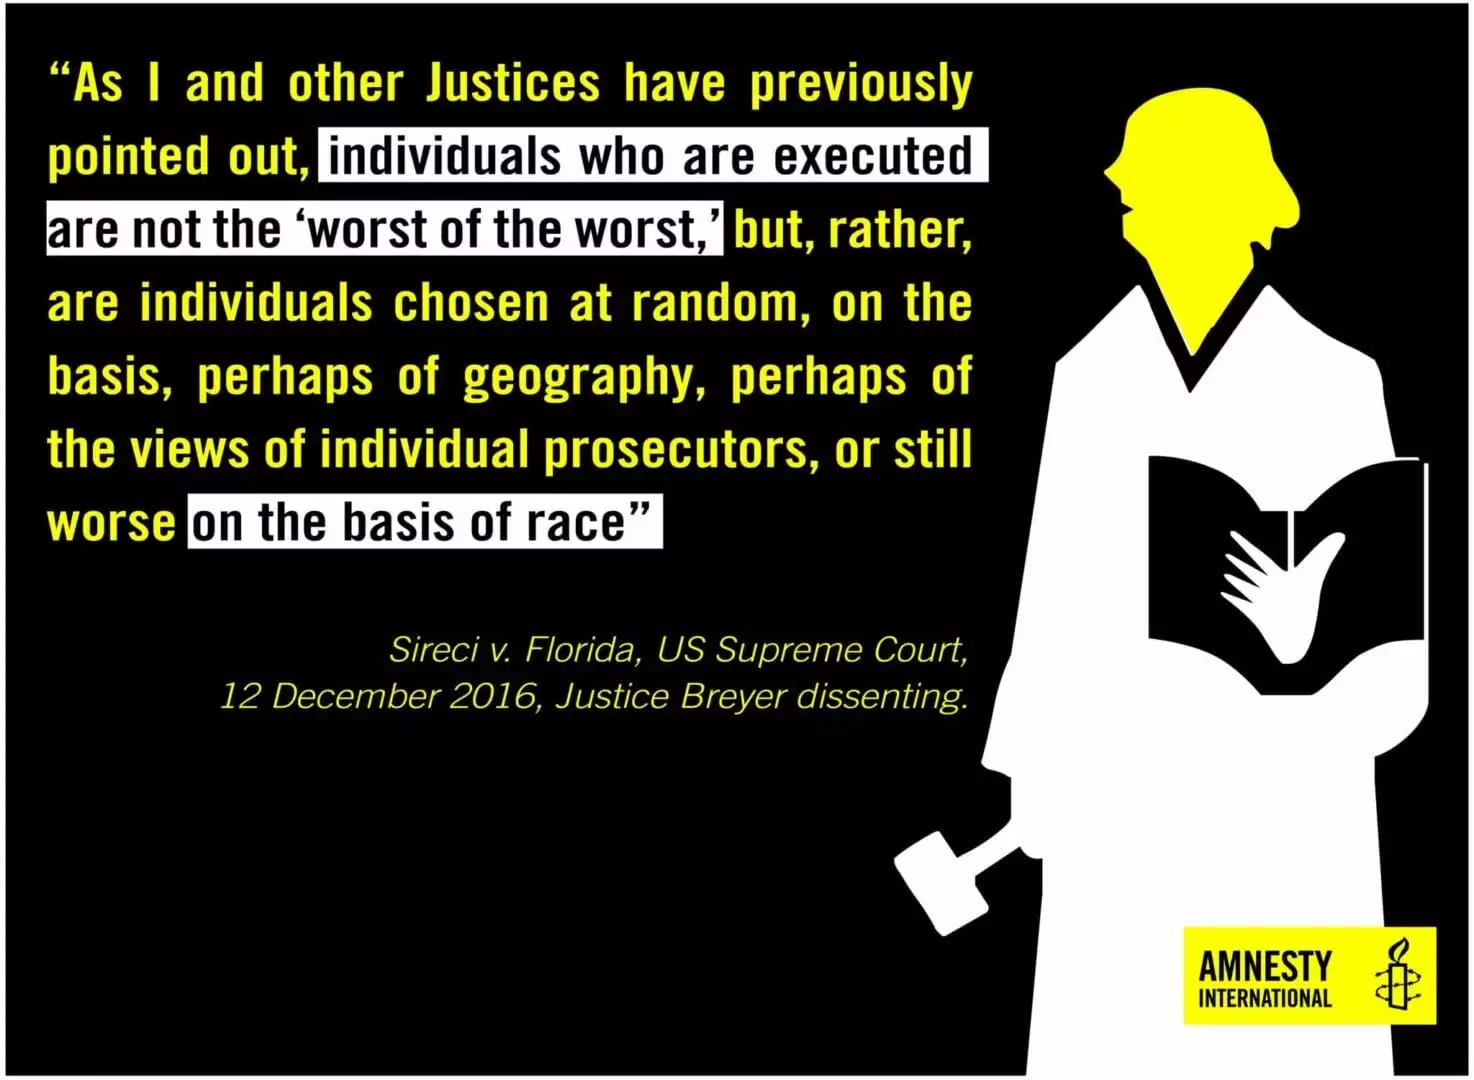 “As I and other Justices have previously
pointed out, individuals who are executed
are not the ‘worst of the worst,’ but, rather,
are individuals chosen at random, on the
basis, perhaps of geography, perhaps of
the views of individual prosecutors, or still
worse on the basis of race”
Sireci v. Florida, US Supreme Court,
12 December 2016, Justice Breyer dissenting.
AMNESTY
INTERNATIONAL